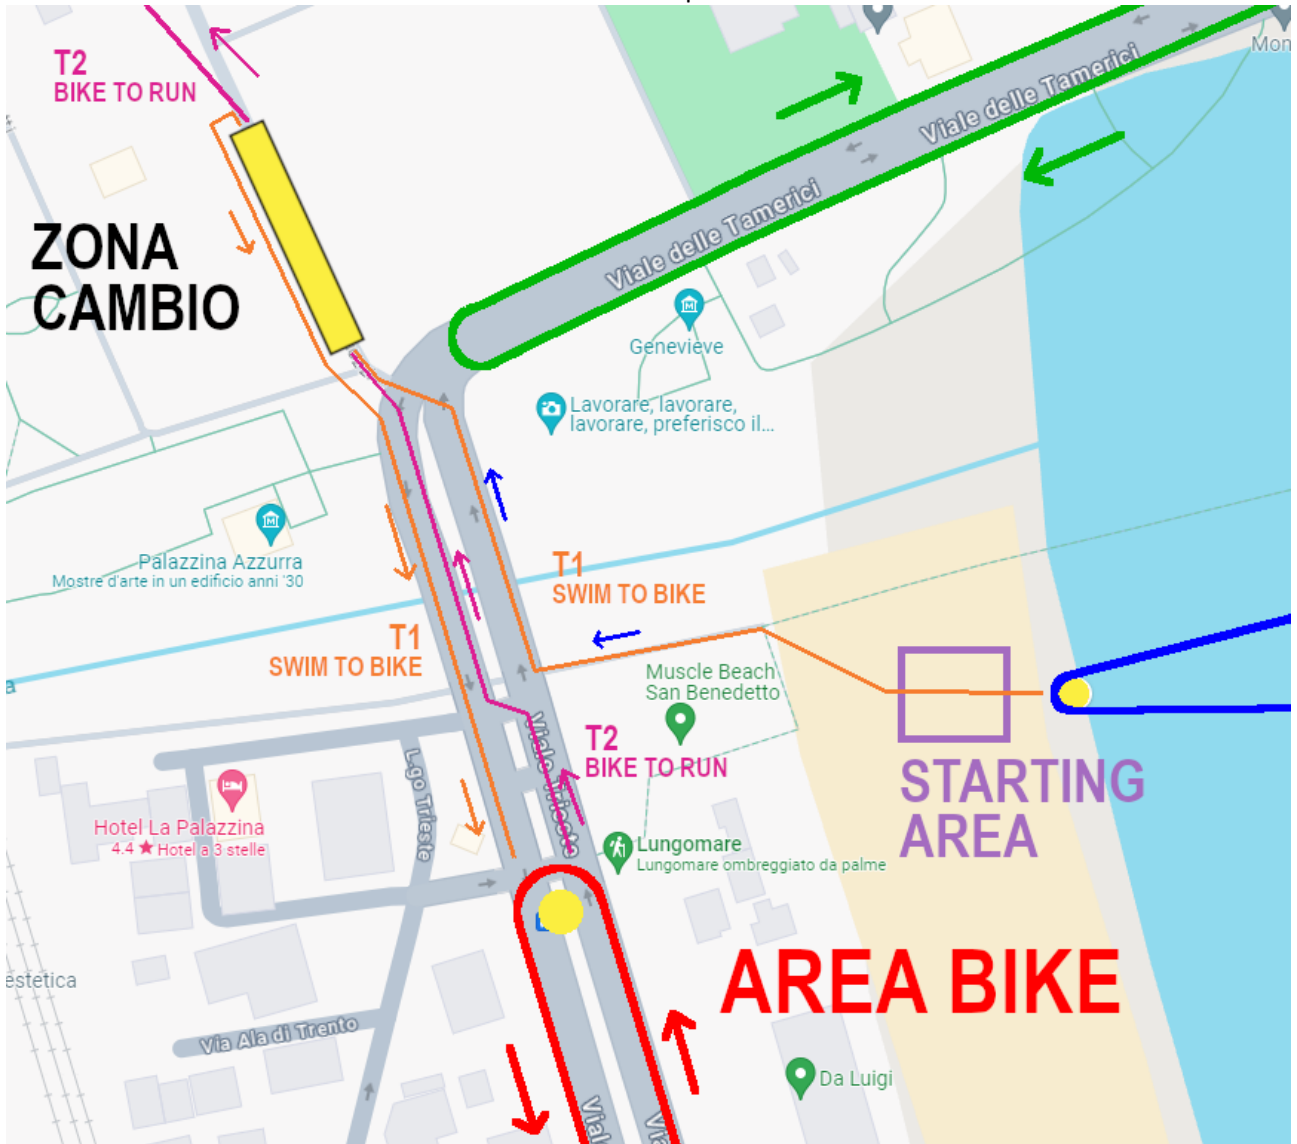 T2
BIKE TO RUN
Viale delle Tamerici
Mon
Viale delle Tamerici
ZONA
CAMBIO
Genevieve
Lavorare, lavorare,
lavorare, preferisco il...
Palazzina Azzurra
Mostre d'arte in un edificio anni '30
T1
SWIM TO BIKE
T1
SWIM TO BIKE
a
Muscle Beach
San Benedetto
T2
BIKE TO RUN
Viale Trieste
L.go Trieste
STARTING
AREA
Hotel La Palazzina
4.4 ★ Hotel a 3 stelle
Lungomare
Lungomare ombreggiato da palme
AREA BIKE
estetica
Via Ala di Trento
Da Luigi
Vial
Via